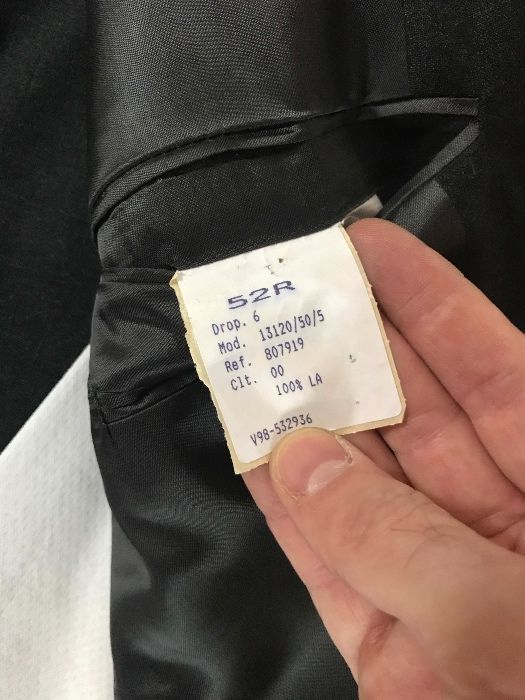 52R
Drop. 6
Mod. 13120/50/5
Ref. 807919
Clt. 00
100% LA
V98-532936